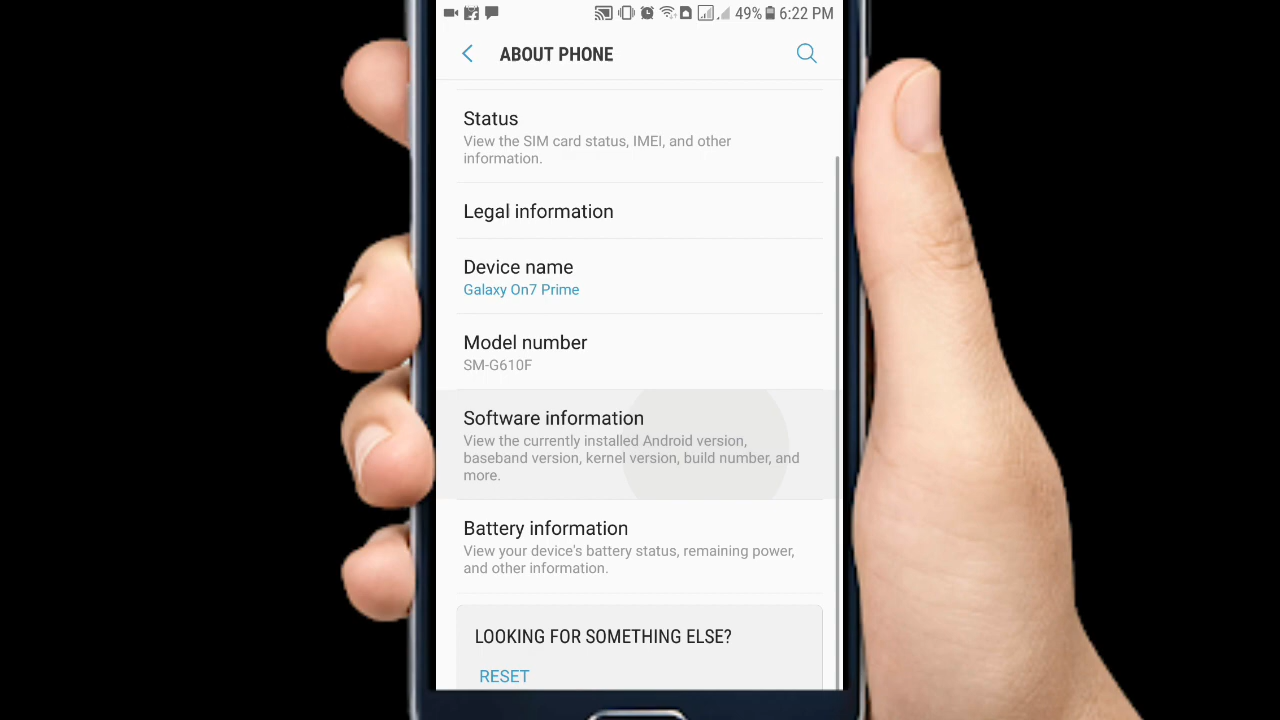 49% 6:22 PM
ABOUT PHONE
Status
View the SIM card status, IMEI, and other
information.
Legal information
Device name
Galaxy On7 Prime
Model number
SM-G610F
Software information
View the currently installed Android version,
baseband version, kernel version, build number, and
more.
Battery information
View your device's battery status, remaining power,
and other information.
LOOKING FOR SOMETHING ELSE?
RESET